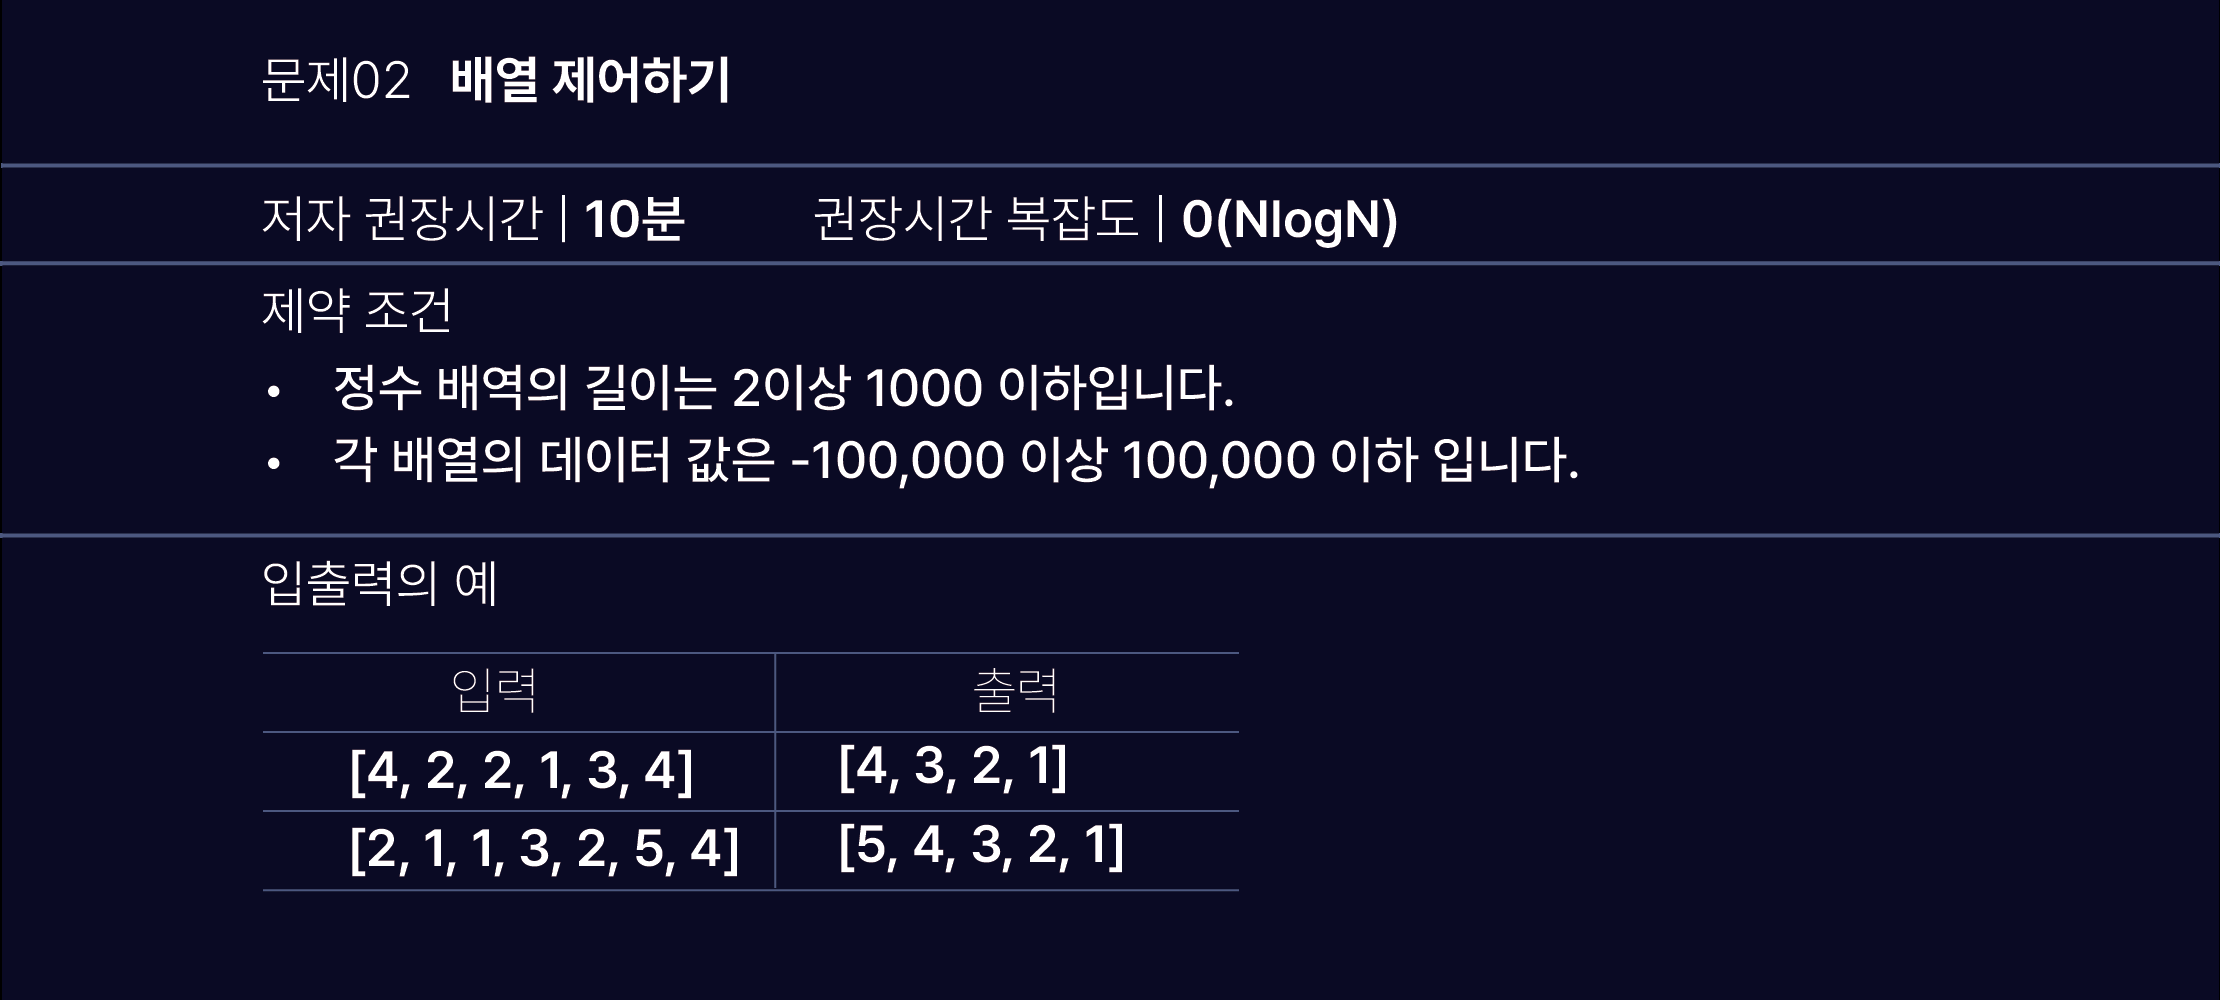 문제02 배열 제어하기
저자 권장시간 | 10분 권장시간 복잡도 | 0(NlogN)
제약 조건
• 정수 배역의 길이는 2이상 1000 이하입니다.
• 각 배열의 데이터 값은 -100,000 이상 100,000 이하 입니다.
입출력의 예
입력 출력
[4, 2, 2, 1, 3, 4] [4, 3, 2, 1]
[2, 1, 1, 3, 2, 5, 4] [5, 4, 3, 2, 1]